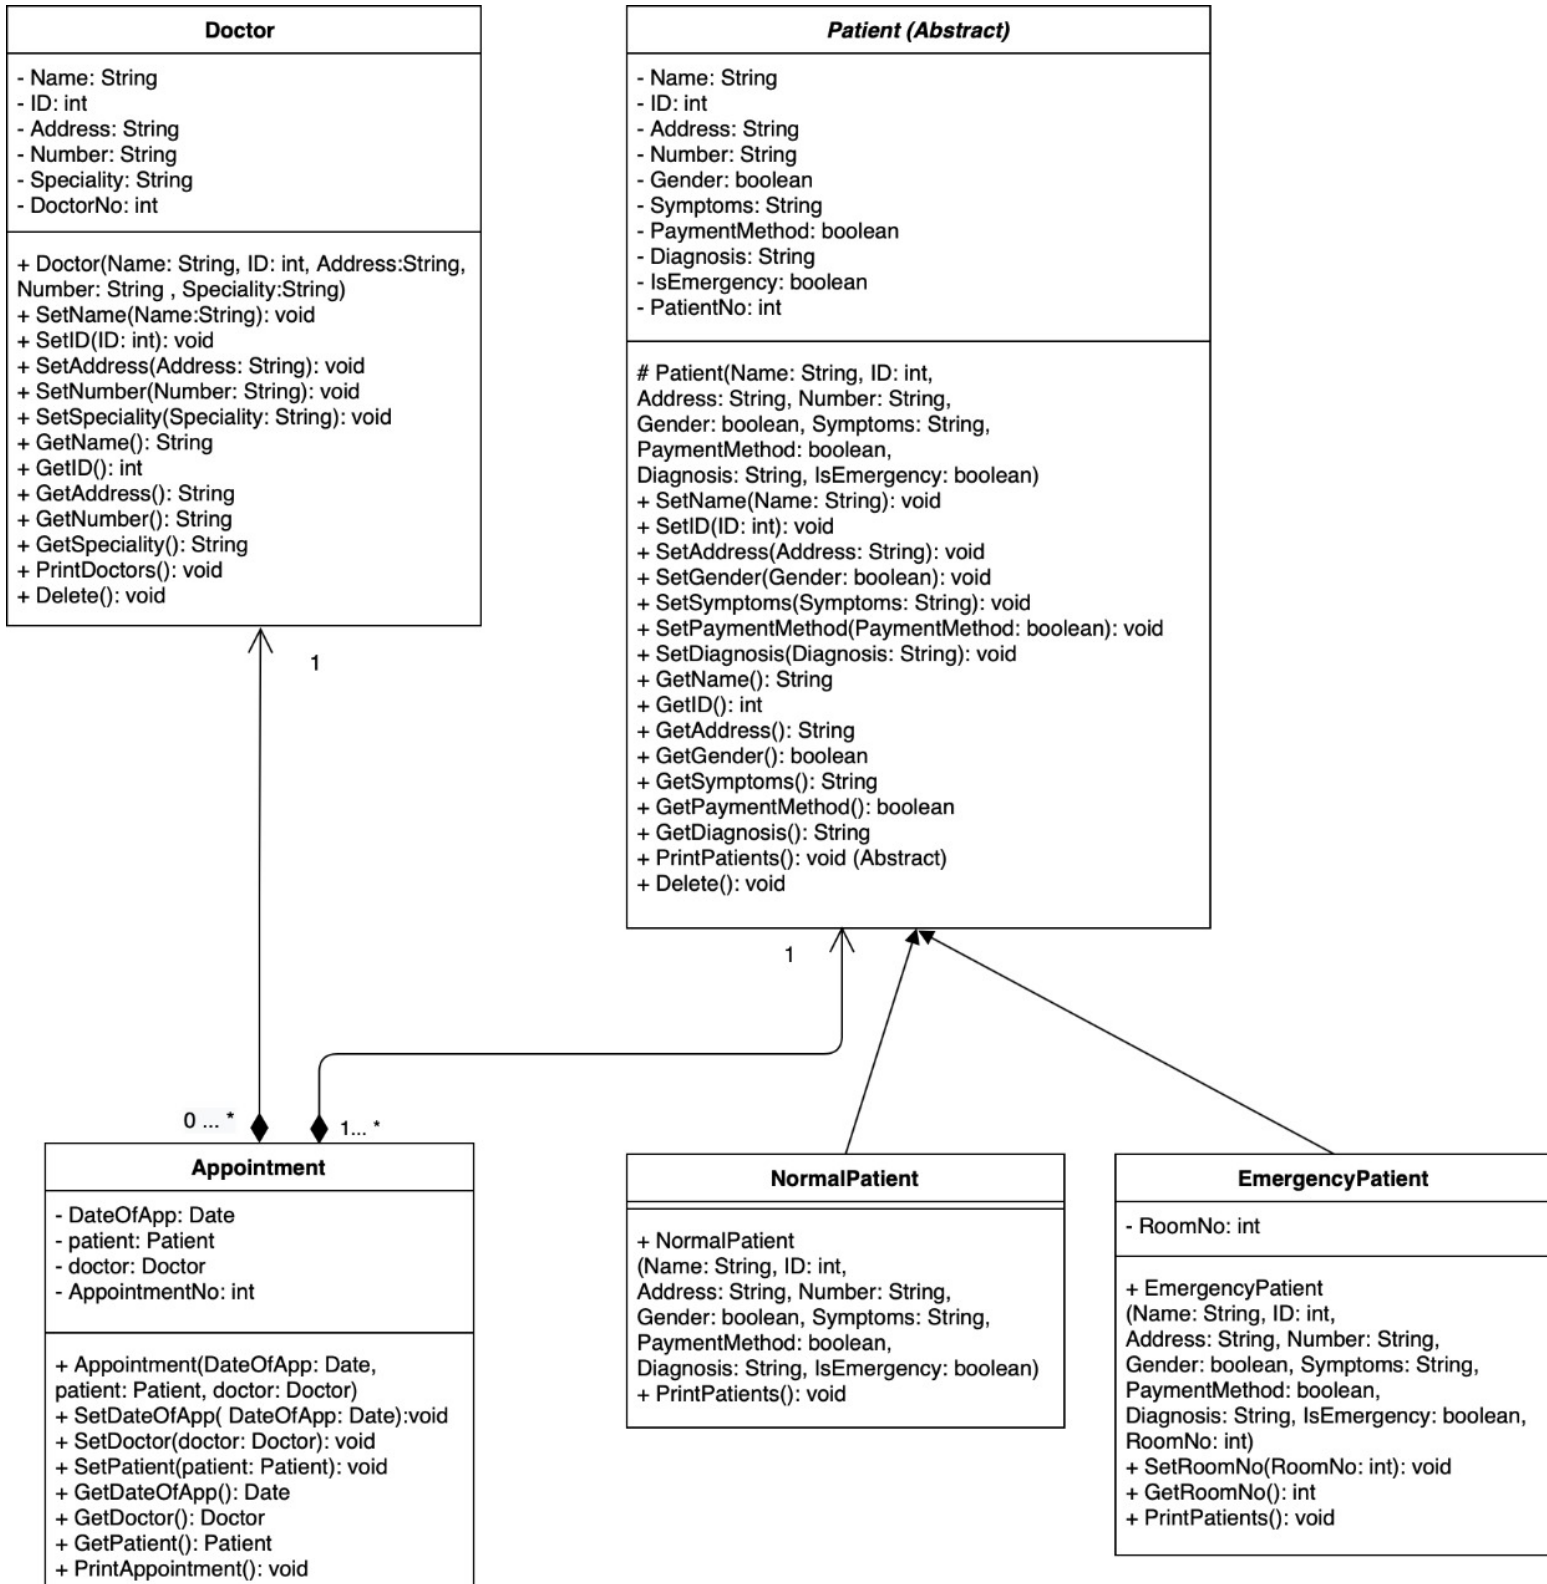 Doctor
- Name: String
- ID: int
- Address: String
- Number: String
- Speciality: String
- DoctorNo: int
+ Doctor(Name: String, ID: int, Address:String,
Number: String , Speciality:String)
+ SetName(Name:String): void
+ SetID(ID: int): void
+ SetAddress(Address: String): void
+ SetNumber(Number: String): void
+ SetSpeciality(Speciality: String): void
+ GetName(): String
+ GetID(): int
+ GetAddress(): String
+ GetNumber(): String
+ GetSpeciality(): String
+ PrintDoctors(): void
+ Delete(): void
Patient (Abstract)
- Name: String
- ID: int
- Address: String
- Number: String
- Gender: boolean
- Symptoms: String
- PaymentMethod: boolean
- Diagnosis: String
- IsEmergency: boolean
- PatientNo: int
# Patient(Name: String, ID: int,
Address: String, Number: String,
Gender: boolean, Symptoms: String,
PaymentMethod: boolean,
Diagnosis: String, IsEmergency: boolean)
+ SetName(Name: String): void
+ SetID(ID: int): void
+ SetAddress(Address: String): void
+ SetGender(Gender: boolean): void
+ SetSymptoms(Symptoms: String): void
+ SetPaymentMethod(PaymentMethod: boolean): void
+ SetDiagnosis(Diagnosis: String): void
+ GetName(): String
+ GetID(): int
+ GetAddress(): String
+ GetGender(): boolean
+ GetSymptoms(): String
+ GetPaymentMethod(): boolean
+ GetDiagnosis(): String
+ PrintPatients(): void (Abstract)
+ Delete(): void
1
1
0 ... *
1... *
Appointment
- DateOfApp: Date
- patient: Patient
- doctor: Doctor
- AppointmentNo: int
+ Appointment(DateOfApp: Date,
patient: Patient, doctor: Doctor)
+ SetDateOfApp( DateOfApp: Date):void
+ SetDoctor(doctor: Doctor): void
+ SetPatient(patient: Patient): void
+ GetDateOfApp(): Date
+ GetDoctor(): Doctor
+ GetPatient(): Patient
+ PrintAppointment(): void
NormalPatient
+ NormalPatient
(Name: String, ID: int,
Address: String, Number: String,
Gender: boolean, Symptoms: String,
PaymentMethod: boolean,
Diagnosis: String, IsEmergency: boolean)
+ PrintPatients(): void
EmergencyPatient
- RoomNo: int
+ EmergencyPatient
(Name: String, ID: int,
Address: String, Number: String,
Gender: boolean, Symptoms: String,
PaymentMethod: boolean,
Diagnosis: String, IsEmergency: boolean,
RoomNo: int)
+ SetRoomNo(RoomNo: int): void
+ GetRoomNo(): int
+ PrintPatients(): void